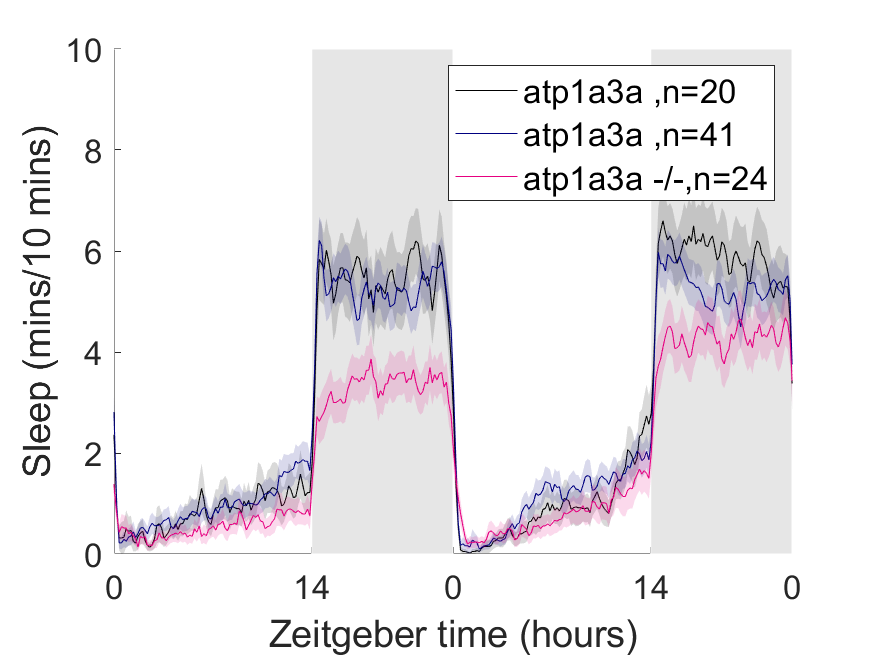 10
8
6
4
2
0
Sleep (mins/10 mins)
atp1a3a ,n=20
atp1a3a ,n=41
atp1a3a -/-,n=24
0 14 0 14 0
Zeitgeber time (hours)